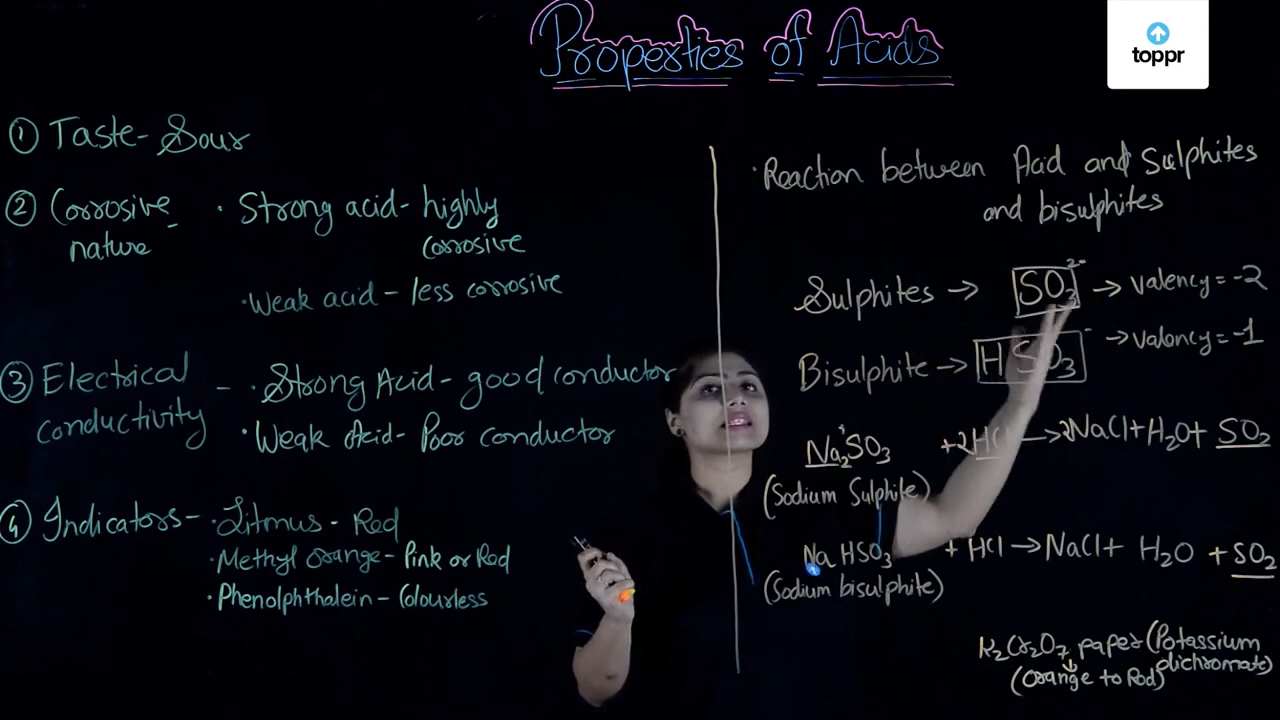 Properties of Acids
toppr
① Taste - Sour
② Corrosive nature - · Strong acid - highly corrosive
· Weak acid - less corrosive
③ Electrical conductivity - · Strong Acid - good conductor
· Weak Acid - Poor conductor
④ Indicators - · Litmus - Red
· Methyl orange - Pink or Red
· Phenolphthalein - Colourless
· Reaction between Acid and Sulphites
and bisulphites
Sulphites → SO₃²⁻ → valency = -2
Bisulphite → HSO₃⁻ → valency = -1
Na₂⁺SO₃ + 2HCl → 2NaCl + H₂O + SO₂
(Sodium Sulphite)
NaHSO₃ + HCl → NaCl + H₂O + SO₂
(Sodium bisulphite)
K₂Cr₂O₇ paper (Potassium
dichromate)
(Orange to Red)